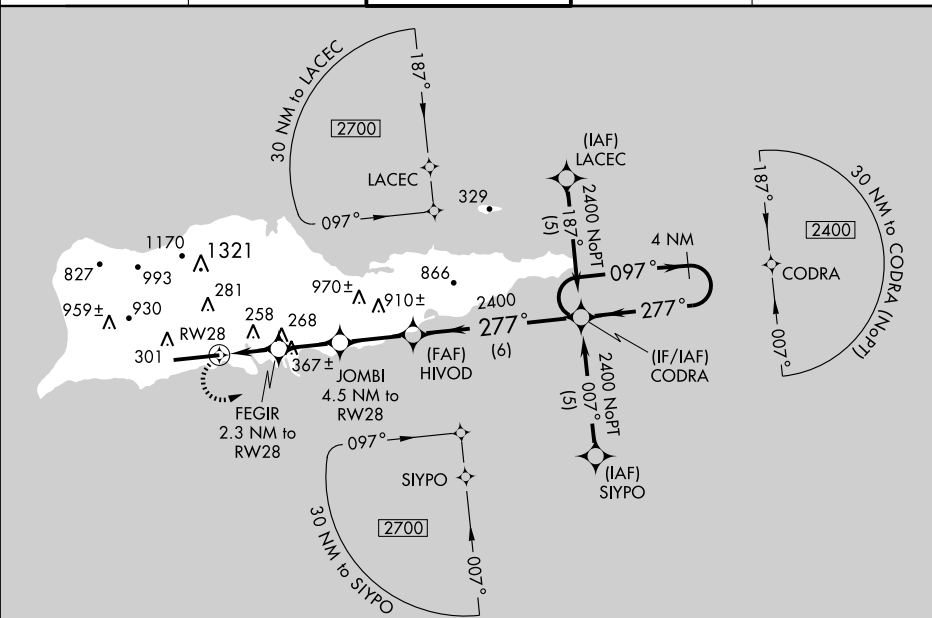 30 NM to LACEC
187°
2700
LACEC
097°
329
(IAF)
LACEC
2400 NoPT
187°
(5)
4 NM
097°
277°
30 NM to CODRA (NoPT)
187°
2400
CODRA
007°
1170
1321
827
993
281
970±
866
959±
930
258
268
910±
2400
277°
(6)
RW28
301
367±
(FAF)
HIVOD
(IF/IAF)
CODRA
JOMBI
4.5 NM to
RW28
FEGIR
2.3 NM to
RW28
2400 NoPT
007°
(5)
(IAF)
SIYPO
097°
SIYPO
30 NM to SIYPO
2700
007°